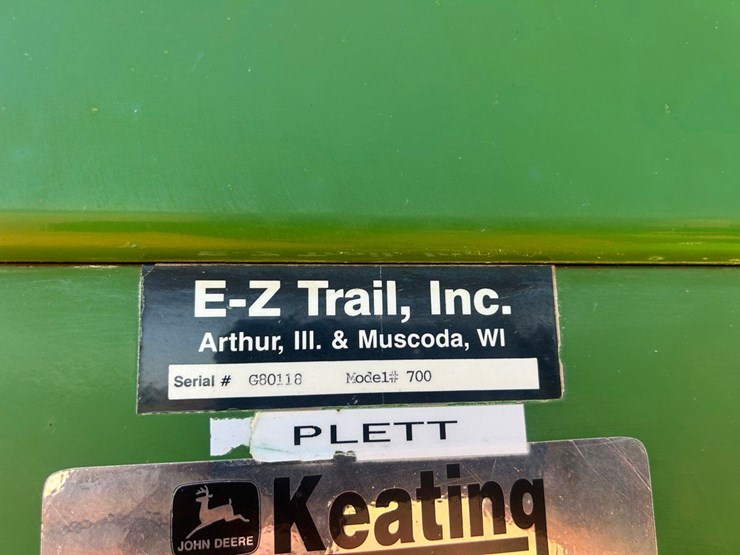 E-Z Trail, Inc.
Arthur, Ill. & Muscoda, WI
Serial # G80118 Model# 700
PLETT
JOHN DEERE Keating